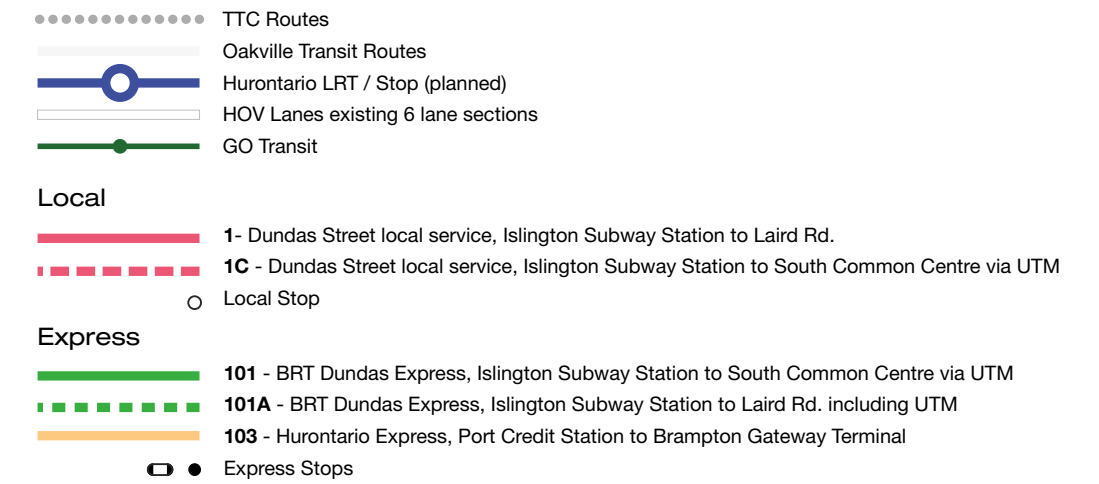 TTC Routes
Oakville Transit Routes
Hurontario LRT / Stop (planned)
HOV Lanes existing 6 lane sections
GO Transit
Local
1- Dundas Street local service, Islington Subway Station to Laird Rd.
1C - Dundas Street local service, Islington Subway Station to South Common Centre via UTM
Local Stop
Express
101 - BRT Dundas Express, Islington Subway Station to South Common Centre via UTM
101A - BRT Dundas Express, Islington Subway Station to Laird Rd. including UTM
103 - Hurontario Express, Port Credit Station to Brampton Gateway Terminal
Express Stops